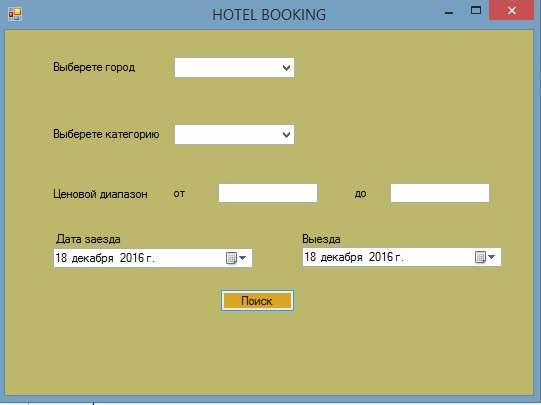 HOTEL BOOKING
Выберете город
Выберете категорию
Ценовой диапазон от до
Дата заезда Выезда
18 декабря 2016 г. 18 декабря 2016 г.
Поиск